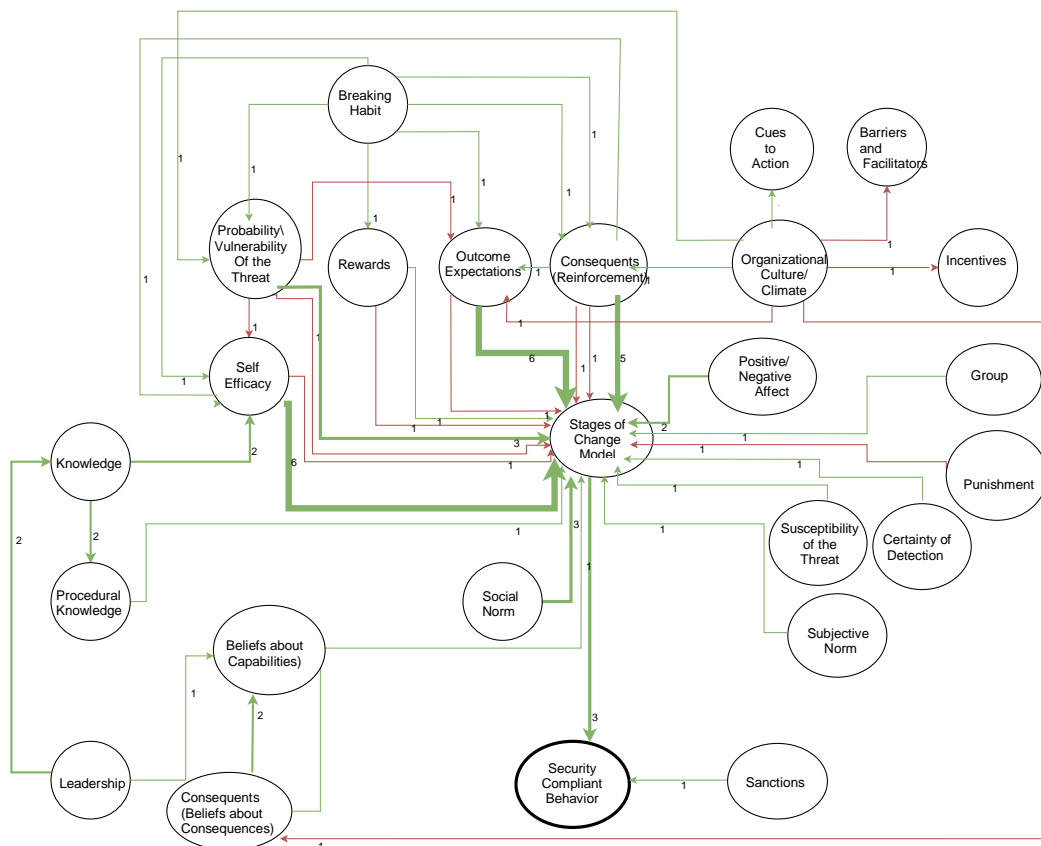 Breaking
Habit
Cues
to
Action
Barriers
and
Facilitators
1
1
1
1
1
1
1
1
1
Probability\
Vulnerability
Of the
Threat
Rewards
Outcome
Expectations
Consequents
(Reinforcement)
Organizational
Culture/
Climate
Incentives
1
1
1
1
1
1
1
1
6
1
1
5
Self
Efficacy
1
Positive/
Negative
Affect
Group
Stages of
Change
Model
1
1
1
1
2
1
3
1
1
1
Knowledge
2
6
Punishment
1
2
2
1
3
1
1
Susceptibility
of the
Threat
Certainty
of
Detection
Procedural
Knowledge
Social
Norm
1
Subjective
Norm
Beliefs about
Capabilities)
1
2
3
Leadership
Consequents
(Beliefs about
Consequences)
Security
Compliant
Behavior
1
Sanctions
1